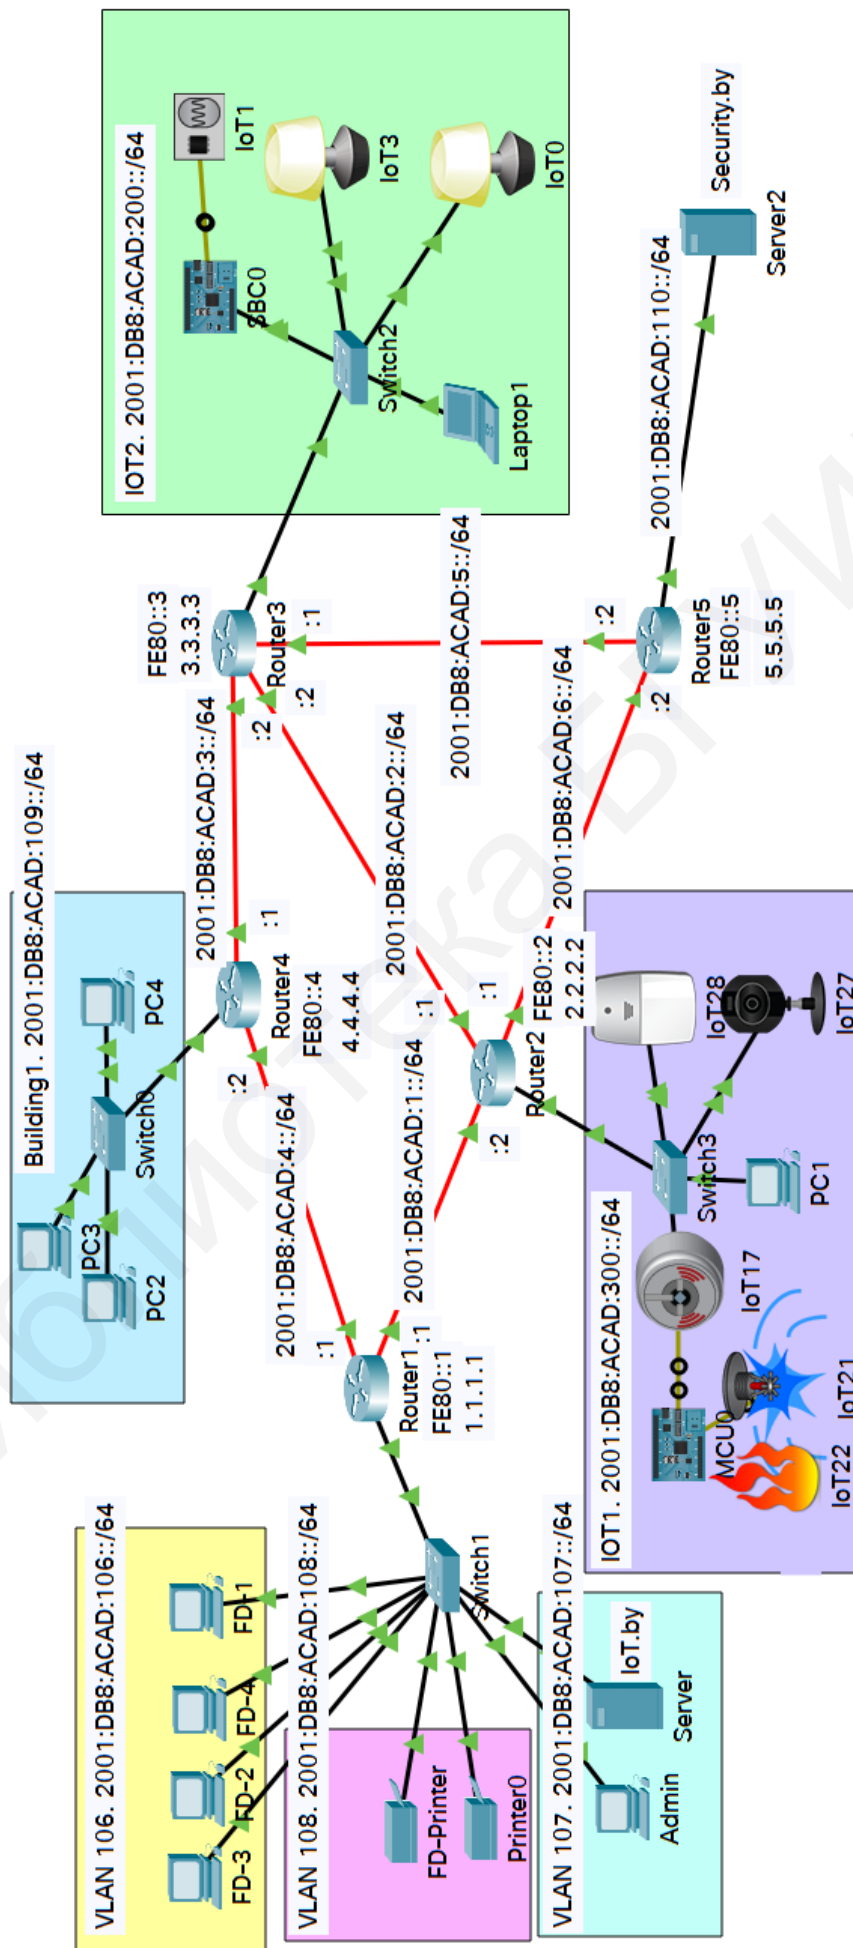 VLAN 106. 2001:DB8:ACAD:106::/64
FD-3
FD-2
FD-4
FD-1
VLAN 108. 2001:DB8:ACAD:108::/64
FD-Printer
Printer0
VLAN 107. 2001:DB8:ACAD:107::/64
Admin
Server
IoT.by
Switch1
Building1. 2001:DB8:ACAD:109::/64
PC3
PC2
PC4
Switch0
Router1
FE80::1
1.1.1.1
:1
:1
2001:DB8:ACAD:4::/64
2001:DB8:ACAD:1::/64
:2
:2
Router4
FE80::4
4.4.4.4
:1
2001:DB8:ACAD:3::/64
:2
:2
2001:DB8:ACAD:2::/64
:1
:1
Router2
FE80::2
2.2.2.2
2001:DB8:ACAD:6::/64
:2
FE80::3
3.3.3.3
Router3
:1
2001:DB8:ACAD:5::/64
:2
Router5
FE80::5
5.5.5.5
2001:DB8:ACAD:110::/64
Server2
Security.by
IOT2. 2001:DB8:ACAD:200::/64
SBC0
IoT1
IoT3
IoT0
Switch2
Laptop1
IOT1. 2001:DB8:ACAD:300::/64
MCU0
IoT22
IoT21
IoT17
Switch3
PC1
IoT28
IoT27